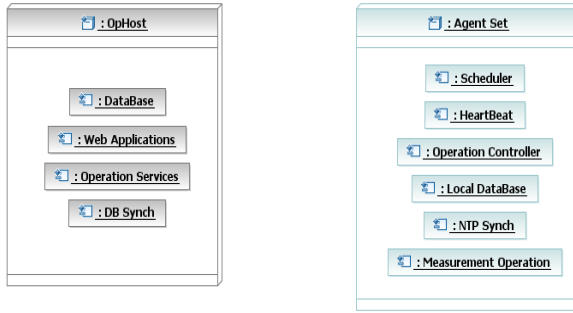 : OpHost
: DataBase
: Web Applications
: Operation Services
: DB Synch
: Agent Set
: Scheduler
: HeartBeat
: Operation Controller
: Local DataBase
: NTP Synch
: Measurement Operation